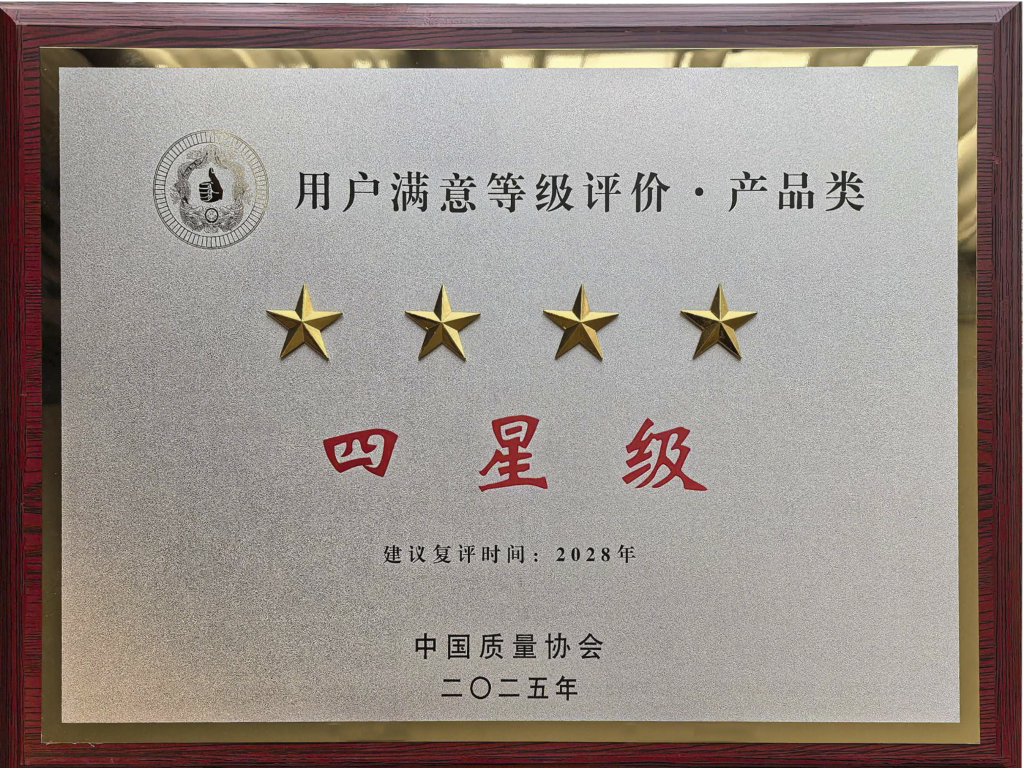 用户满意等级评价·产品类
四星级
建议复评时间：2028年
中国质量协会
二〇二五年